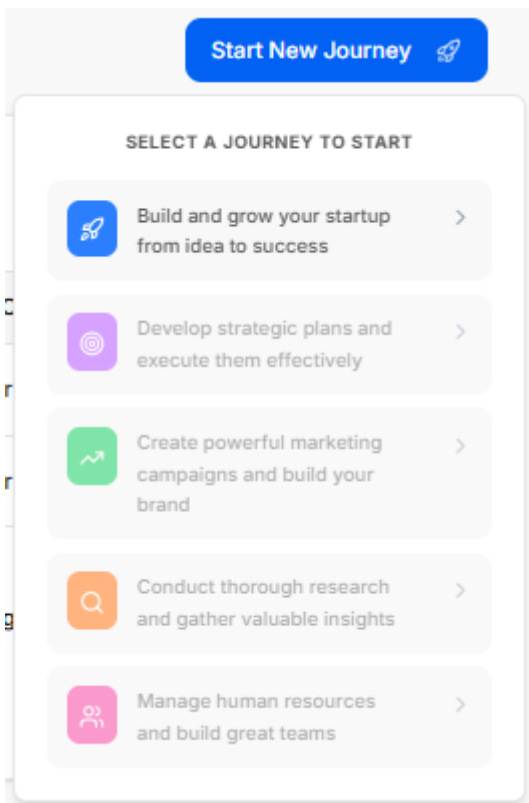 Start New Journey
SELECT A JOURNEY TO START
Build and grow your startup
from idea to success
Develop strategic plans and
execute them effectively
Create powerful marketing
campaigns and build your
brand
Conduct thorough research
and gather valuable insights
Manage human resources
and build great teams